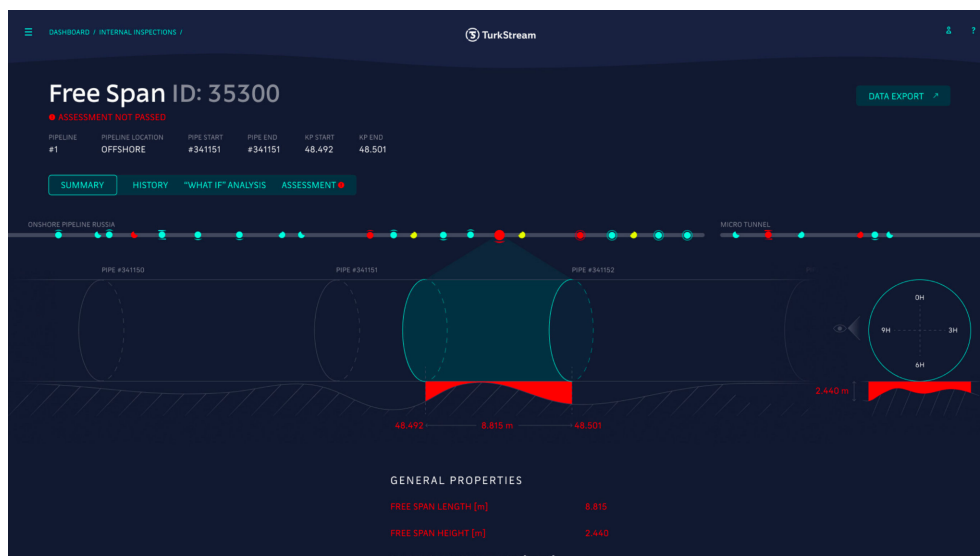 DASHBOARD / INTERNAL INSPECTIONS /
TurkStream
?
Free Span ID: 35300
ASSESSMENT NOT PASSED
DATA EXPORT
PIPELINE PIPELINE LOCATION PIPE START PIPE END KP START KP END
#1 OFFSHORE #341151 #341151 48.492 48.501
SUMMARY HISTORY "WHAT IF" ANALYSIS ASSESSMENT
ONSHORE PIPELINE RUSSIA MICRO TUNNEL
PIPE #341150 PIPE #341151 PIPE #341152
0H
9H 3H
6H
2.440 m
48.492 8.815 m 48.501
GENERAL PROPERTIES
FREE SPAN LENGTH [m] 8.815
FREE SPAN HEIGHT [m] 2.440